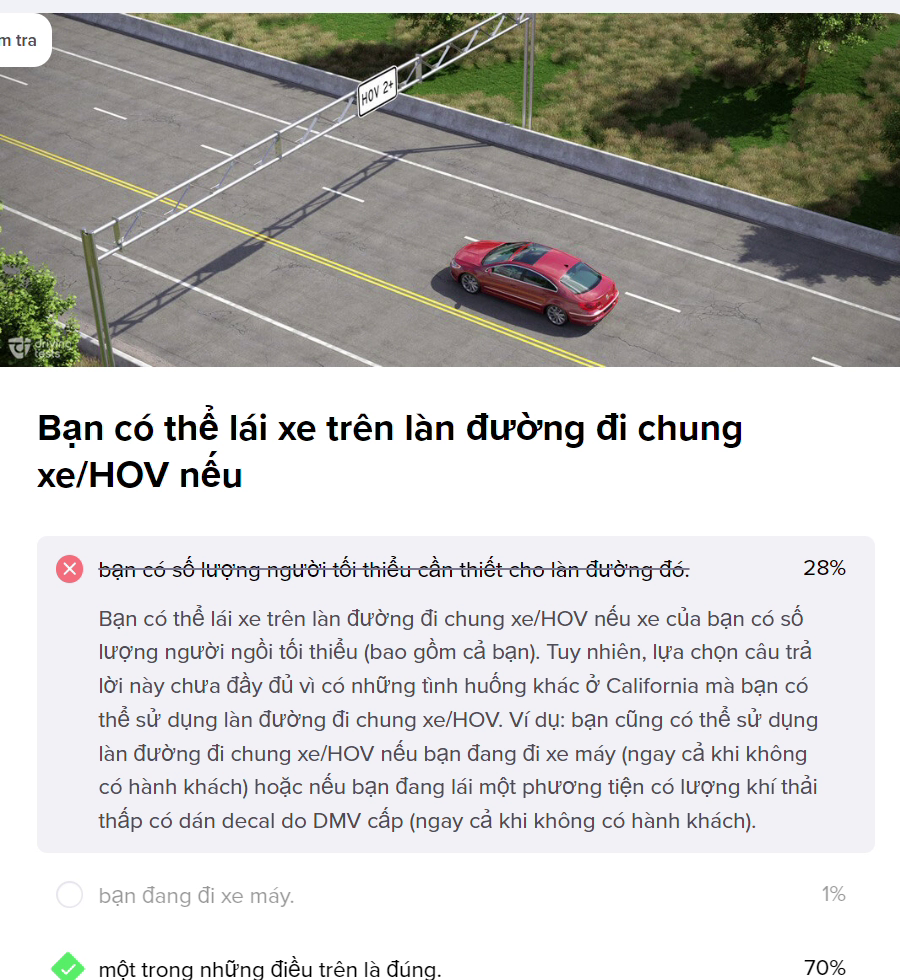 m tra
HOV 2+
driving
tests
Bạn có thể lái xe trên làn đường đi chung
xe/HOV nếu
bạn có số lượng người tối thiểu cần thiết cho làn đường đó.
28%
Bạn có thể lái xe trên làn đường đi chung xe/HOV nếu xe của bạn có số
lượng người ngồi tối thiểu (bao gồm cả bạn). Tuy nhiên, lựa chọn câu trả
lời này chưa đầy đủ vì có những tình huống khác ở California mà bạn có
thể sử dụng làn đường đi chung xe/HOV. Ví dụ: bạn cũng có thể sử dụng
làn đường đi chung xe/HOV nếu bạn đang đi xe máy (ngay cả khi không
có hành khách) hoặc nếu bạn đang lái một phương tiện có lượng khí thải
thấp có dán decal do DMV cấp (ngay cả khi không có hành khách).
bạn đang đi xe máy.
1%
một trong những điều trên là đúng.
70%